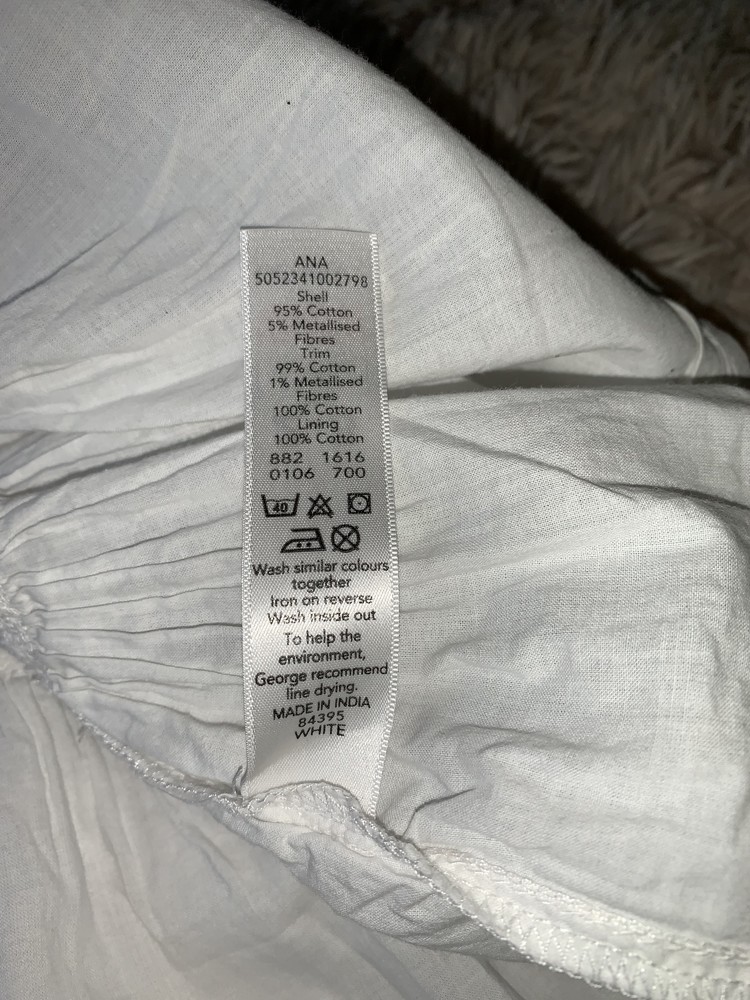 ANA
5052341002798
Shell
95% Cotton
5% Metallised
Fibres
Trim
99% Cotton
1% Metallised
Fibres
100% Cotton
Lining
100% Cotton
882 1616
0106 700
40
Wash similar colours
together
Iron on reverse
Wash inside out
To help the
environment,
George recommend
line drying.
MADE IN INDIA
84395
WHITE